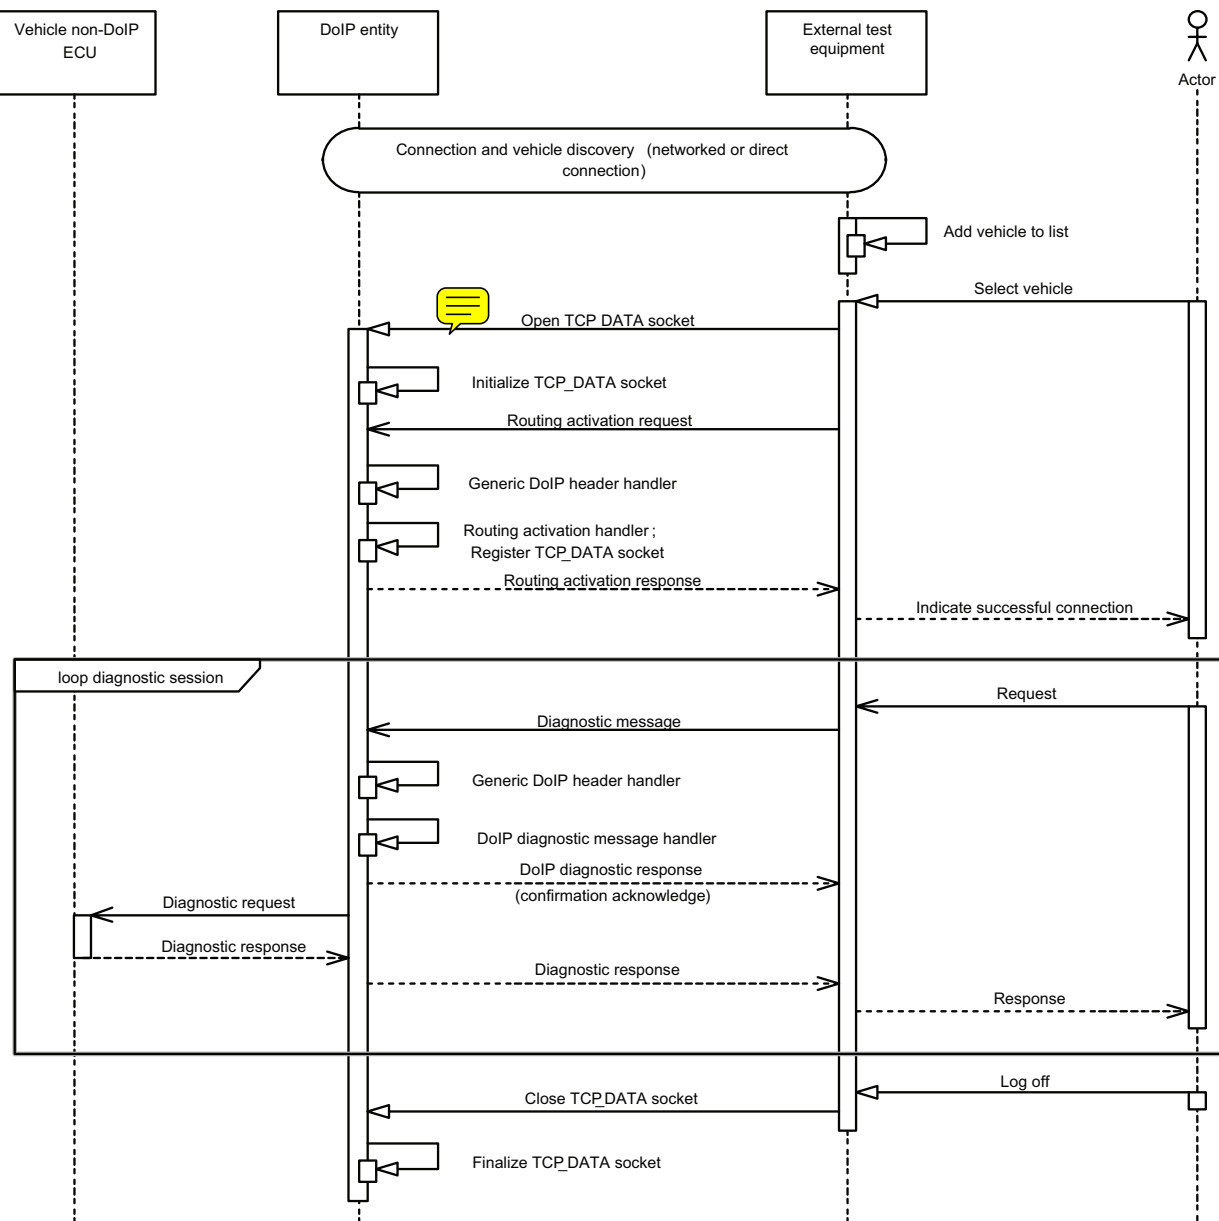 Vehicle non-DoIP
ECU
DoIP entity
External test
equipment
Actor
Connection and vehicle discovery (networked or direct
connection)
Add vehicle to list
Select vehicle
Open TCP DATA socket
Initialize TCP_DATA socket
Routing activation request
Generic DoIP header handler
Routing activation handler ;
Register TCP_DATA socket
Routing activation response
Indicate successful connection
loop diagnostic session
Request
Diagnostic message
Generic DoIP header handler
DoIP diagnostic message handler
DoIP diagnostic response
(confirmation acknowledge)
Diagnostic request
Diagnostic response
Diagnostic response
Response
Log off
Close TCP_DATA socket
Finalize TCP_DATA socket